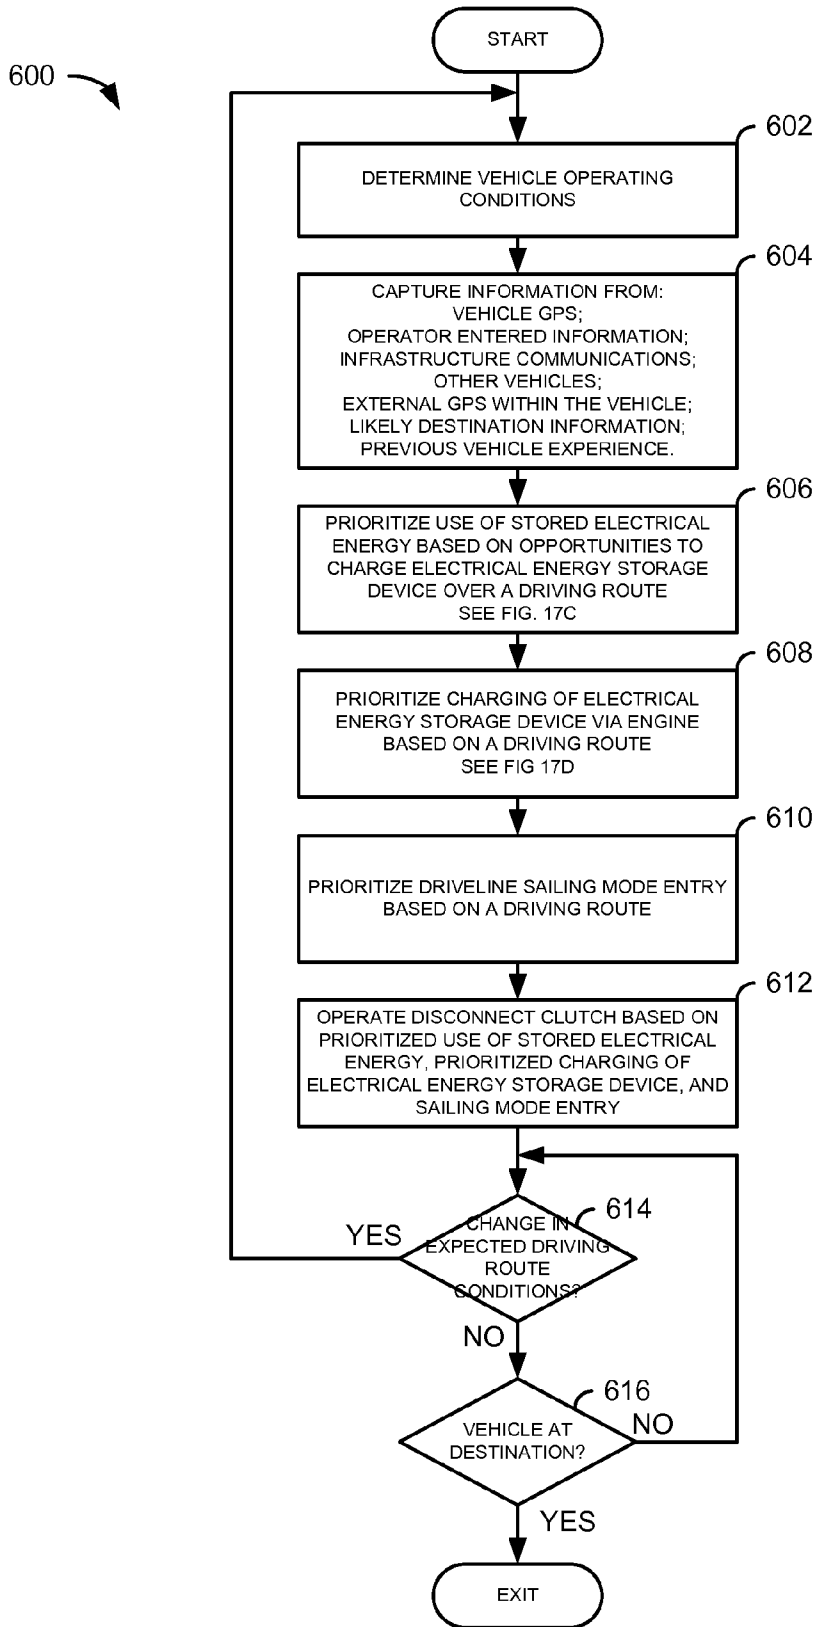 START
600
602
DETERMINE VEHICLE OPERATING
CONDITIONS
604
CAPTURE INFORMATION FROM:
VEHICLE GPS;
OPERATOR ENTERED INFORMATION;
INFRASTRUCTURE COMMUNICATIONS;
OTHER VEHICLES;
EXTERNAL GPS WITHIN THE VEHICLE;
LIKELY DESTINATION INFORMATION;
PREVIOUS VEHICLE EXPERIENCE.
606
PRIORITIZE USE OF STORED ELECTRICAL
ENERGY BASED ON OPPORTUNITIES TO
CHARGE ELECTRICAL ENERGY STORAGE
DEVICE OVER A DRIVING ROUTE
SEE FIG. 17C
608
PRIORITIZE CHARGING OF ELECTRICAL
ENERGY STORAGE DEVICE VIA ENGINE
BASED ON A DRIVING ROUTE
SEE FIG 17D
610
PRIORITIZE DRIVELINE SAILING MODE ENTRY
BASED ON A DRIVING ROUTE
612
OPERATE DISCONNECT CLUTCH BASED ON
PRIORITIZED USE OF STORED ELECTRICAL
ENERGY, PRIORITIZED CHARGING OF
ELECTRICAL ENERGY STORAGE DEVICE, AND
SAILING MODE ENTRY
614
YES
CHANGE IN
EXPECTED DRIVING
ROUTE
CONDITIONS?
NO
616
VEHICLE AT
DESTINATION?
NO
YES
EXIT